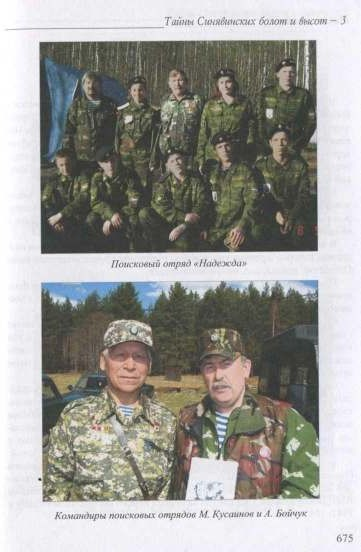 Тайны Синявинских болот и высот – 3
Поисковый отряд «Надежда»
Командиры поисковых отрядов М. Кусаинов и А. Бойчук
675